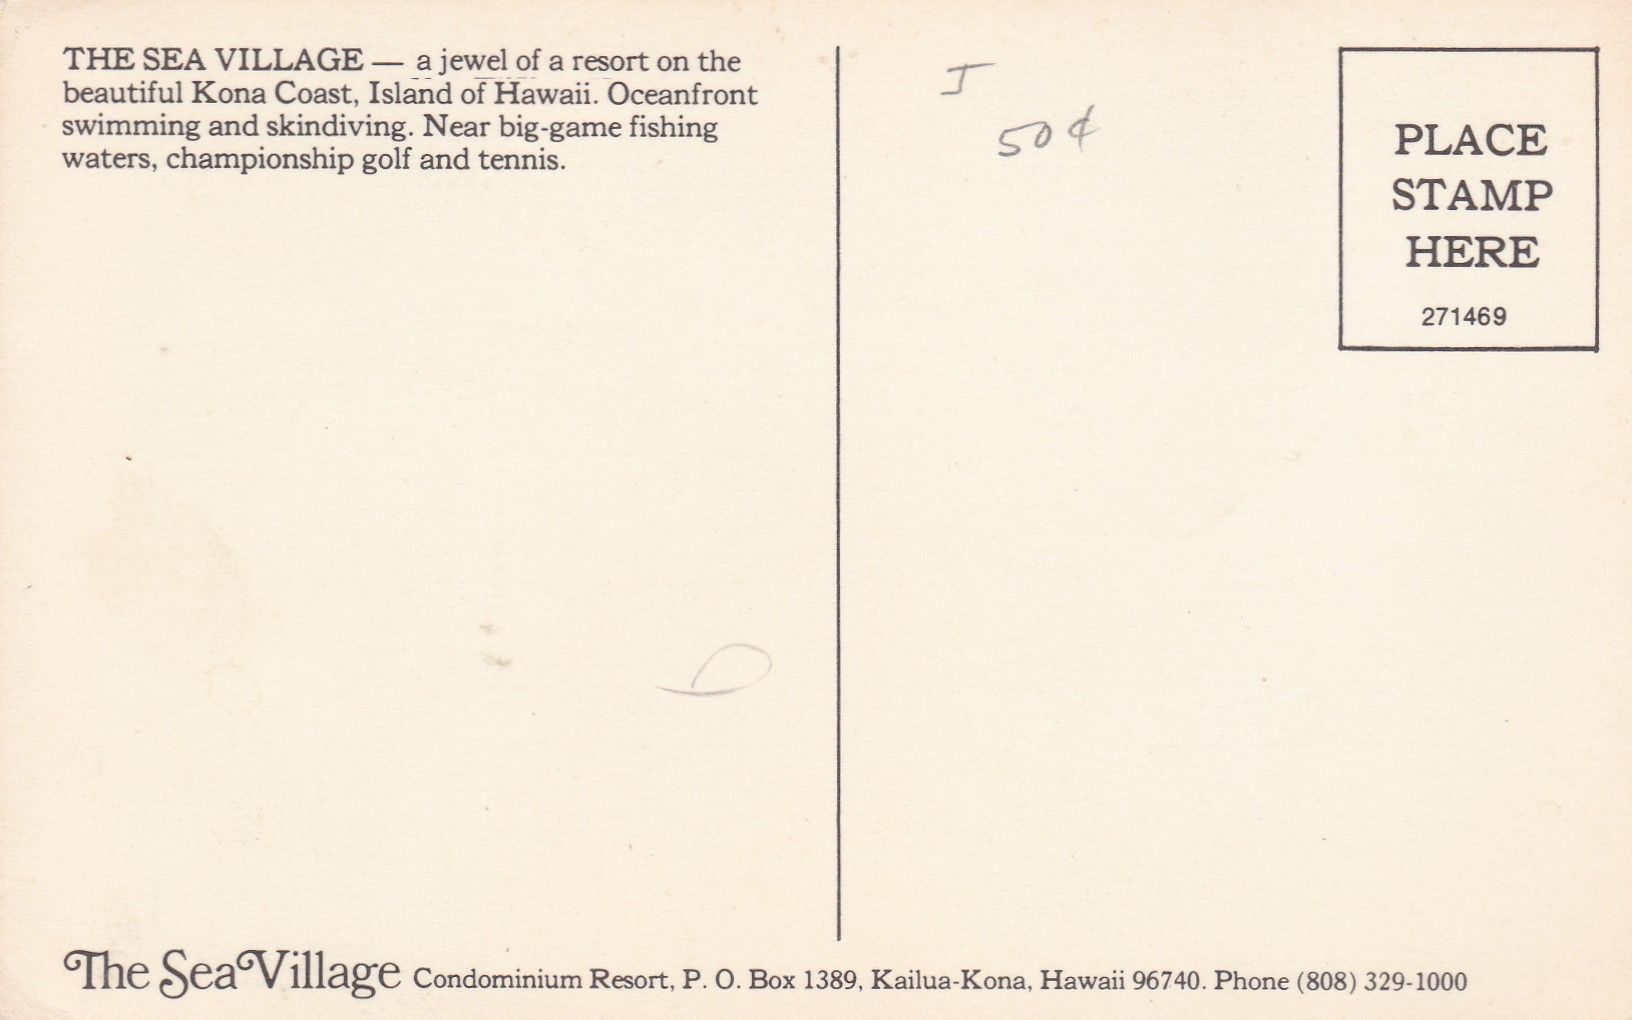 THE SEA VILLAGE — a jewel of a resort on the
beautiful Kona Coast, Island of Hawaii. Oceanfront
swimming and skindiving. Near big-game fishing
waters, championship golf and tennis.
J
50¢
PLACE
STAMP
HERE
271469
The Sea Village Condominium Resort, P. O. Box 1389, Kailua-Kona, Hawaii 96740. Phone (808) 329-1000